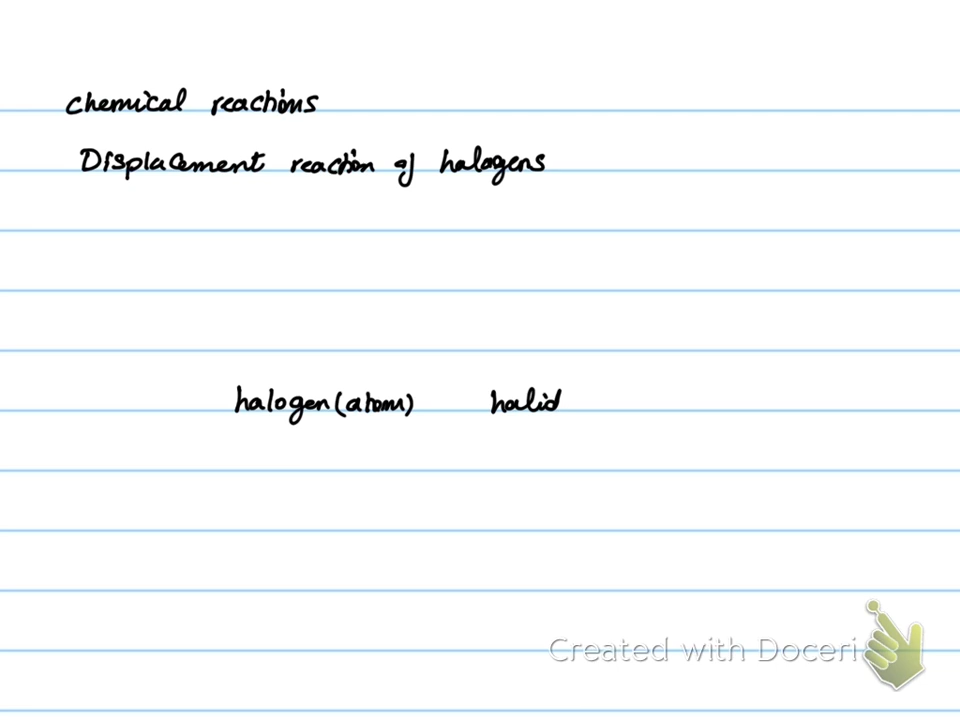 Chemical reactions
Displacement reaction of halogens
halogen (atom) halid
Created with Doceri